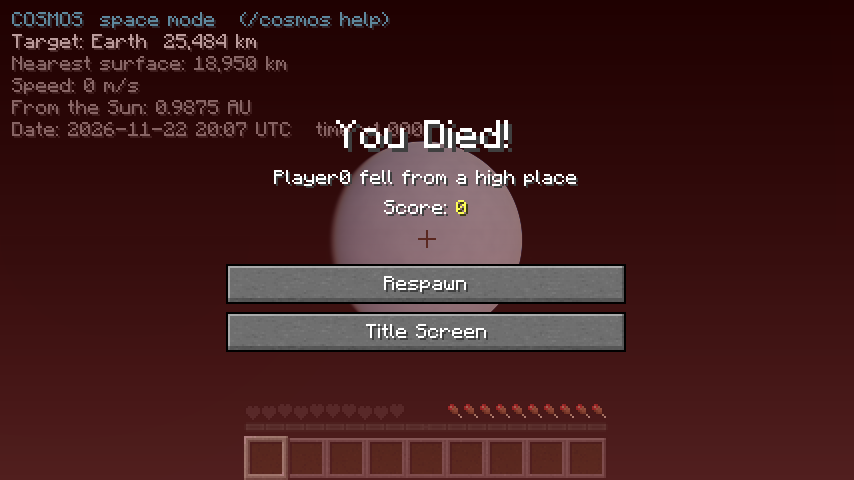 COSMOS space mode (/cosmos help)
Target: Earth 25,484 km
Nearest surface: 18,950 km
Speed: 0 m/s
From the Sun: 0.9875 AU
Date: 2026-11-22 20:07 UTC
You Died!
Player0 fell from a high place
Score: 0
Respawn
Title Screen